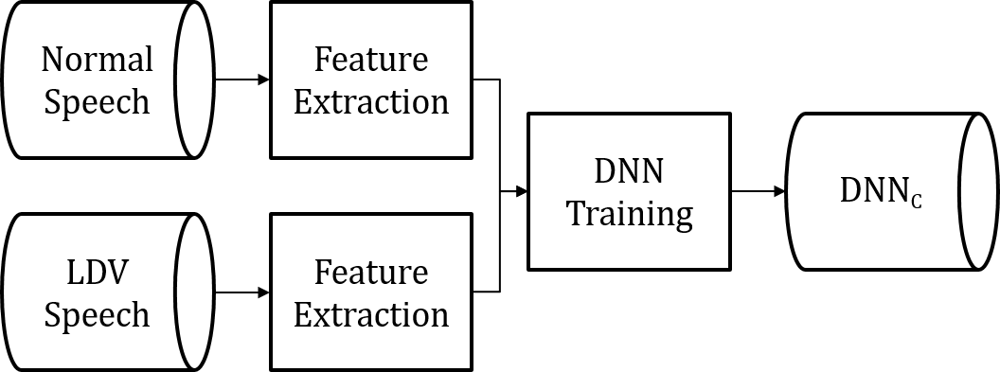 Normal
Speech
Feature
Extraction
LDV
Speech
Feature
Extraction
DNN
Training
DNN_C